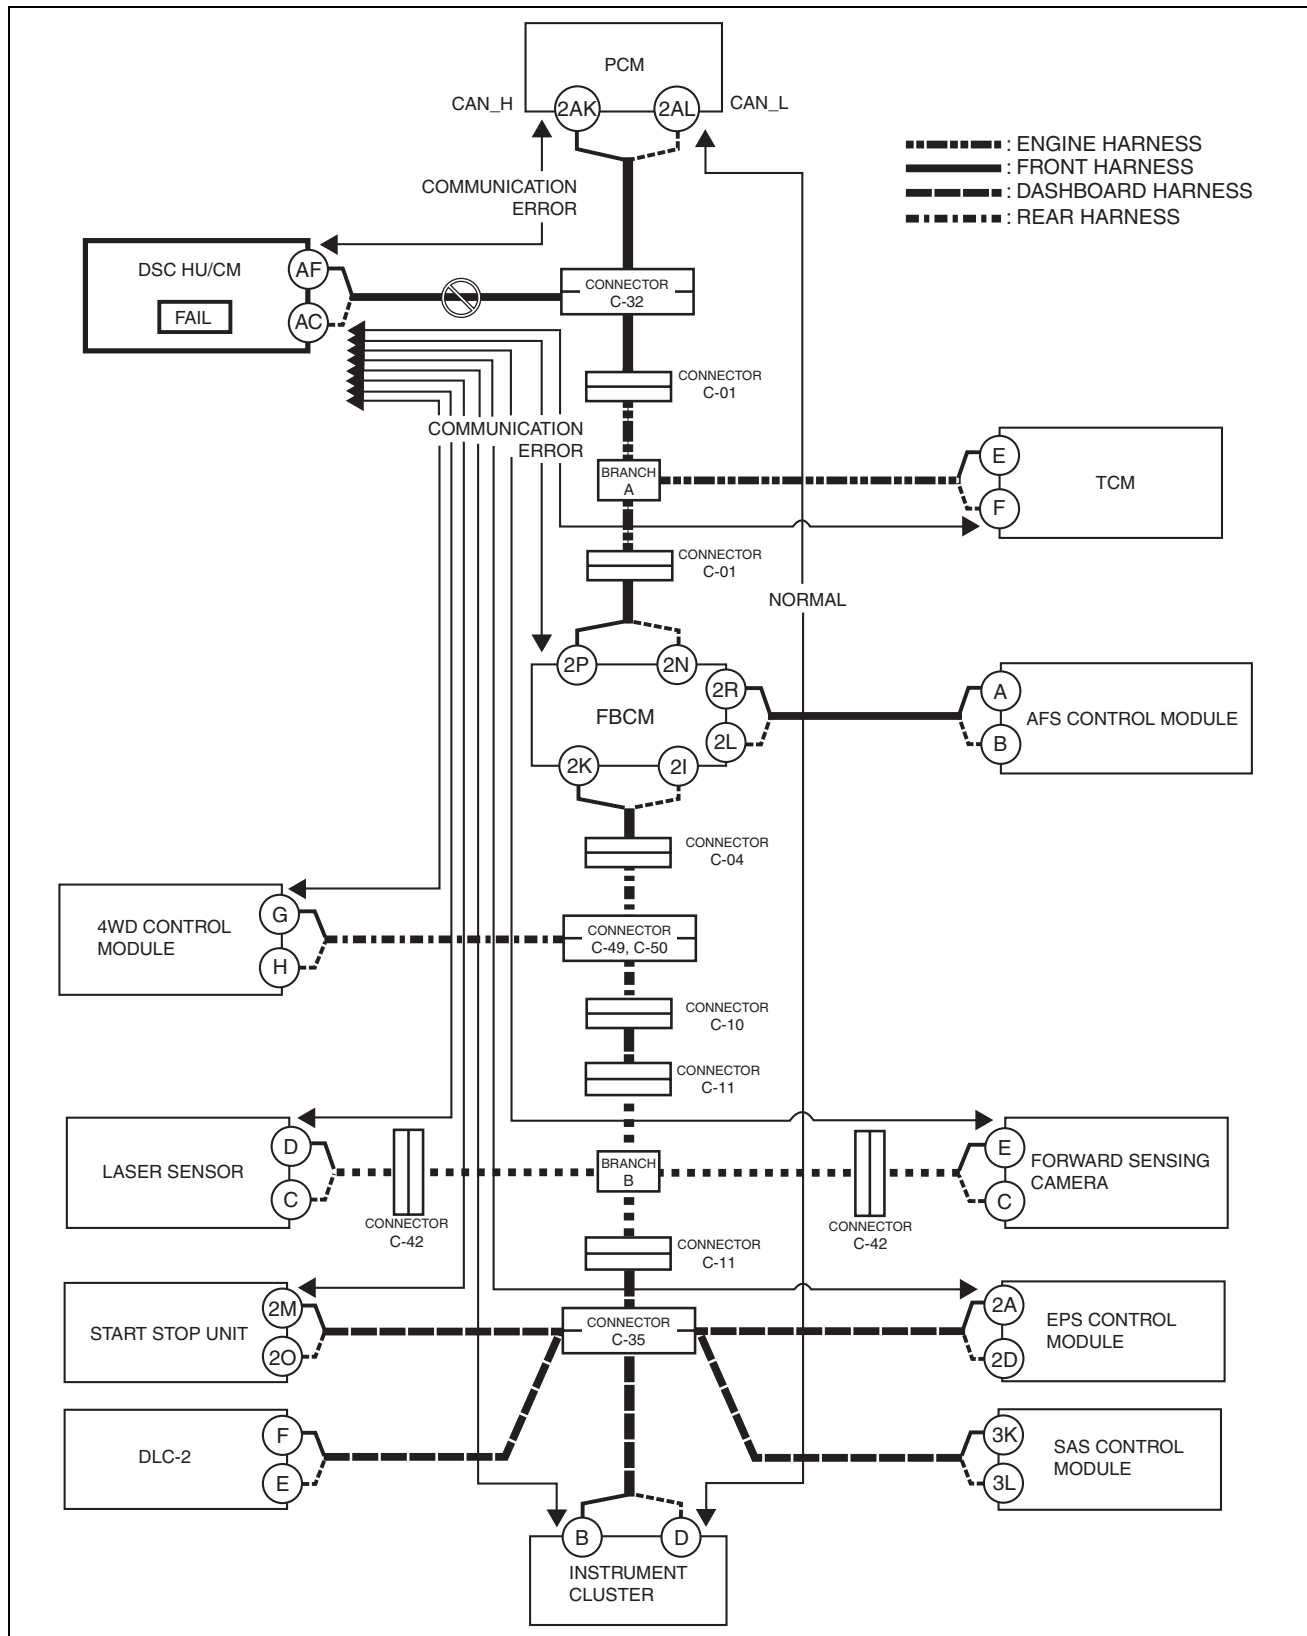 PCM
CAN_H
2AK
2AL
CAN_L
: ENGINE HARNESS
: FRONT HARNESS
: DASHBOARD HARNESS
: REAR HARNESS
COMMUNICATION
ERROR
DSC HU/CM
FAIL
AF
AC
CONNECTOR
C-32
CONNECTOR
C-01
COMMUNICATION
ERROR
BRANCH
A
E
F
TCM
CONNECTOR
C-01
NORMAL
2P
2N
2R
2L
FBCM
2K
2I
A
B
AFS CONTROL MODULE
CONNECTOR
C-04
4WD CONTROL
MODULE
G
H
CONNECTOR
C-49, C-50
CONNECTOR
C-10
CONNECTOR
C-11
LASER SENSOR
D
C
CONNECTOR
C-42
BRANCH
B
CONNECTOR
C-42
E
C
FORWARD SENSING
CAMERA
CONNECTOR
C-11
START STOP UNIT
2M
2O
CONNECTOR
C-35
2A
2D
EPS CONTROL
MODULE
DLC-2
F
E
3K
3L
SAS CONTROL
MODULE
B
D
INSTRUMENT
CLUSTER